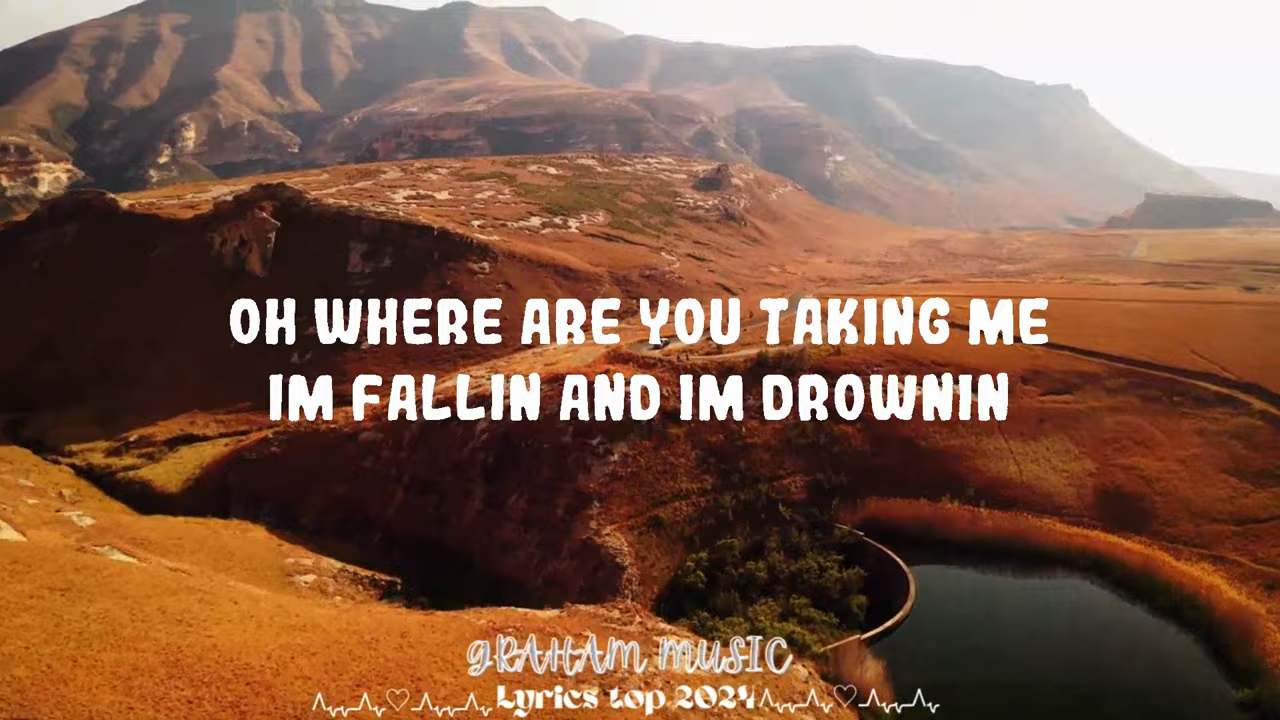 OH WHERE ARE YOU TAKING ME
IM FALLIN AND IM DROWNIN
GRAHAM MUSIC
Lyrics top 2024